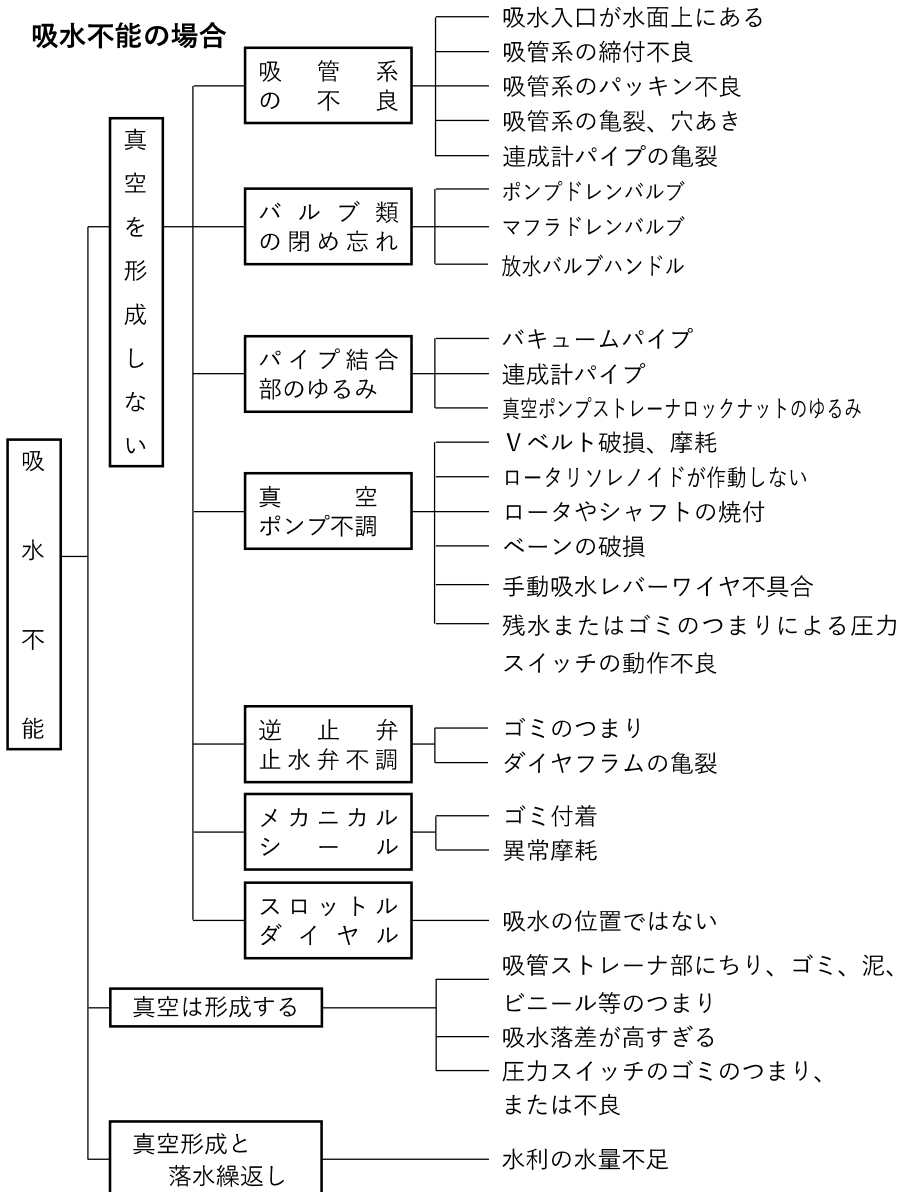 吸水不能の場合
吸水不能
真空を形成しない
吸管系
の不良
吸水入口が水面上にある
吸管系の締付不良
吸管系のパッキン不良
吸管系の亀裂、穴あき
連成計パイプの亀裂
バルブ類
の閉め忘れ
ポンプドレンバルブ
マフラドレンバルブ
放水バルブハンドル
パイプ結合
部のゆるみ
バキュームパイプ
連成計パイプ
真空ポンプストレーナロックナットのゆるみ
真空
ポンプ不調
Vベルト破損、摩耗
ロータリソレノイドが作動しない
ロータやシャフトの焼付
ベーンの破損
手動吸水レバーワイヤ不具合
残水またはゴミのつまりによる圧力
スイッチの動作不良
逆止弁
止水弁不調
ゴミのつまり
ダイヤフラムの亀裂
メカニカル
シール
ゴミ付着
異常摩耗
スロットル
ダイヤル
吸水の位置ではない
真空は形成する
吸管ストレーナ部にちり、ゴミ、泥、
ビニール等のつまり
吸水落差が高すぎる
圧力スイッチのゴミのつまり、
または不良
真空形成と
落水繰返し
水利の水量不足